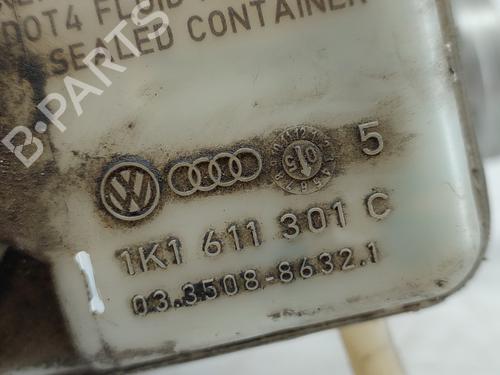 DOT4 FLUID
SEALED CONTAINER
B-PARTS
5
1K1 611 301 C
03.3508-8632.1